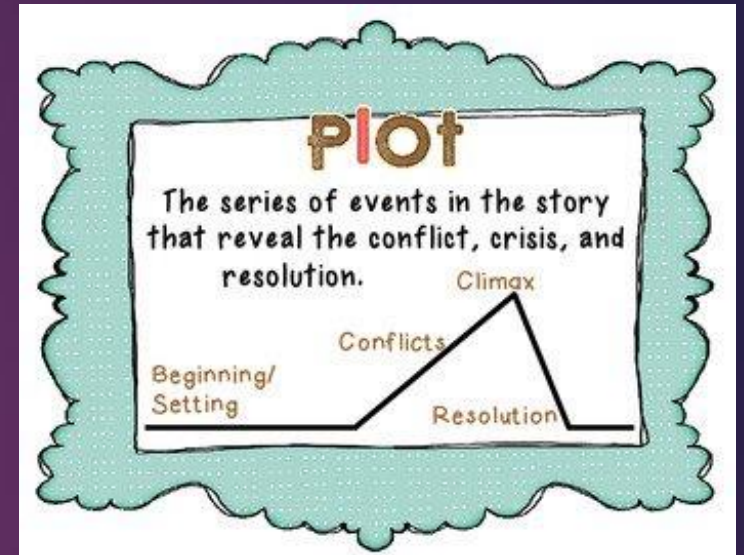 Plot
The series of events in the story
that reveal the conflict, crisis, and
resolution.
Climax
Conflicts
Beginning/
Setting
Resolution